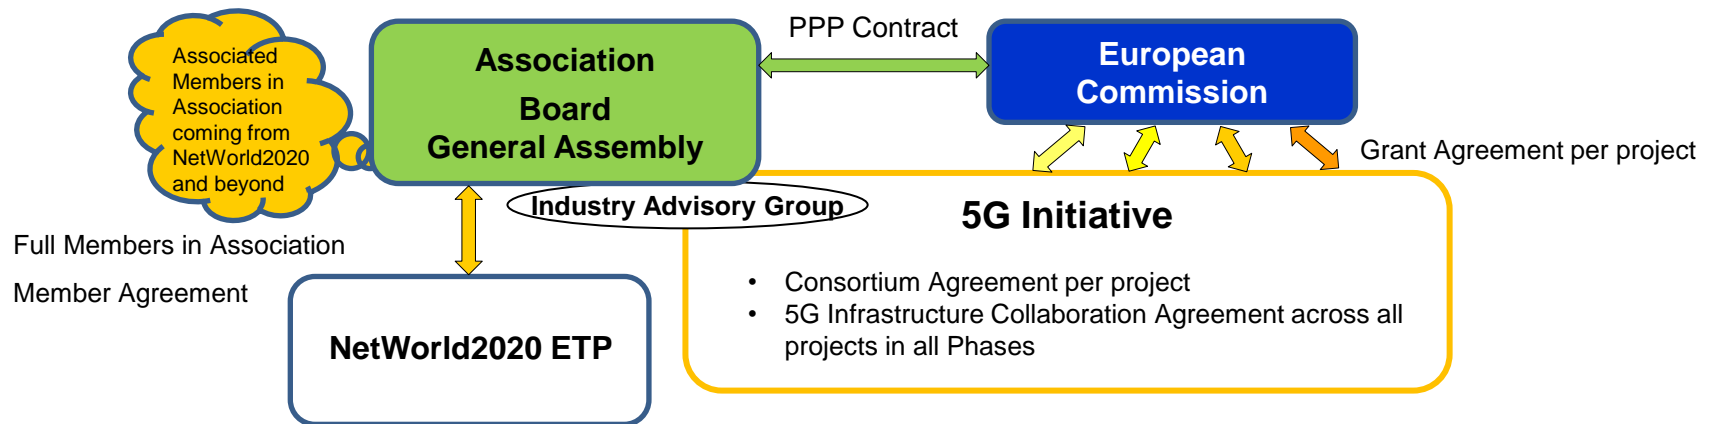 Associated
Members in
Association
coming from
NetWorld2020
and beyond
Association
Board
General Assembly
PPP Contract
European
Commission
Grant Agreement per project
Industry Advisory Group
5G Initiative
Full Members in Association
Member Agreement
• Consortium Agreement per project
• 5G Infrastructure Collaboration Agreement across all
projects in all Phases
NetWorld2020 ETP